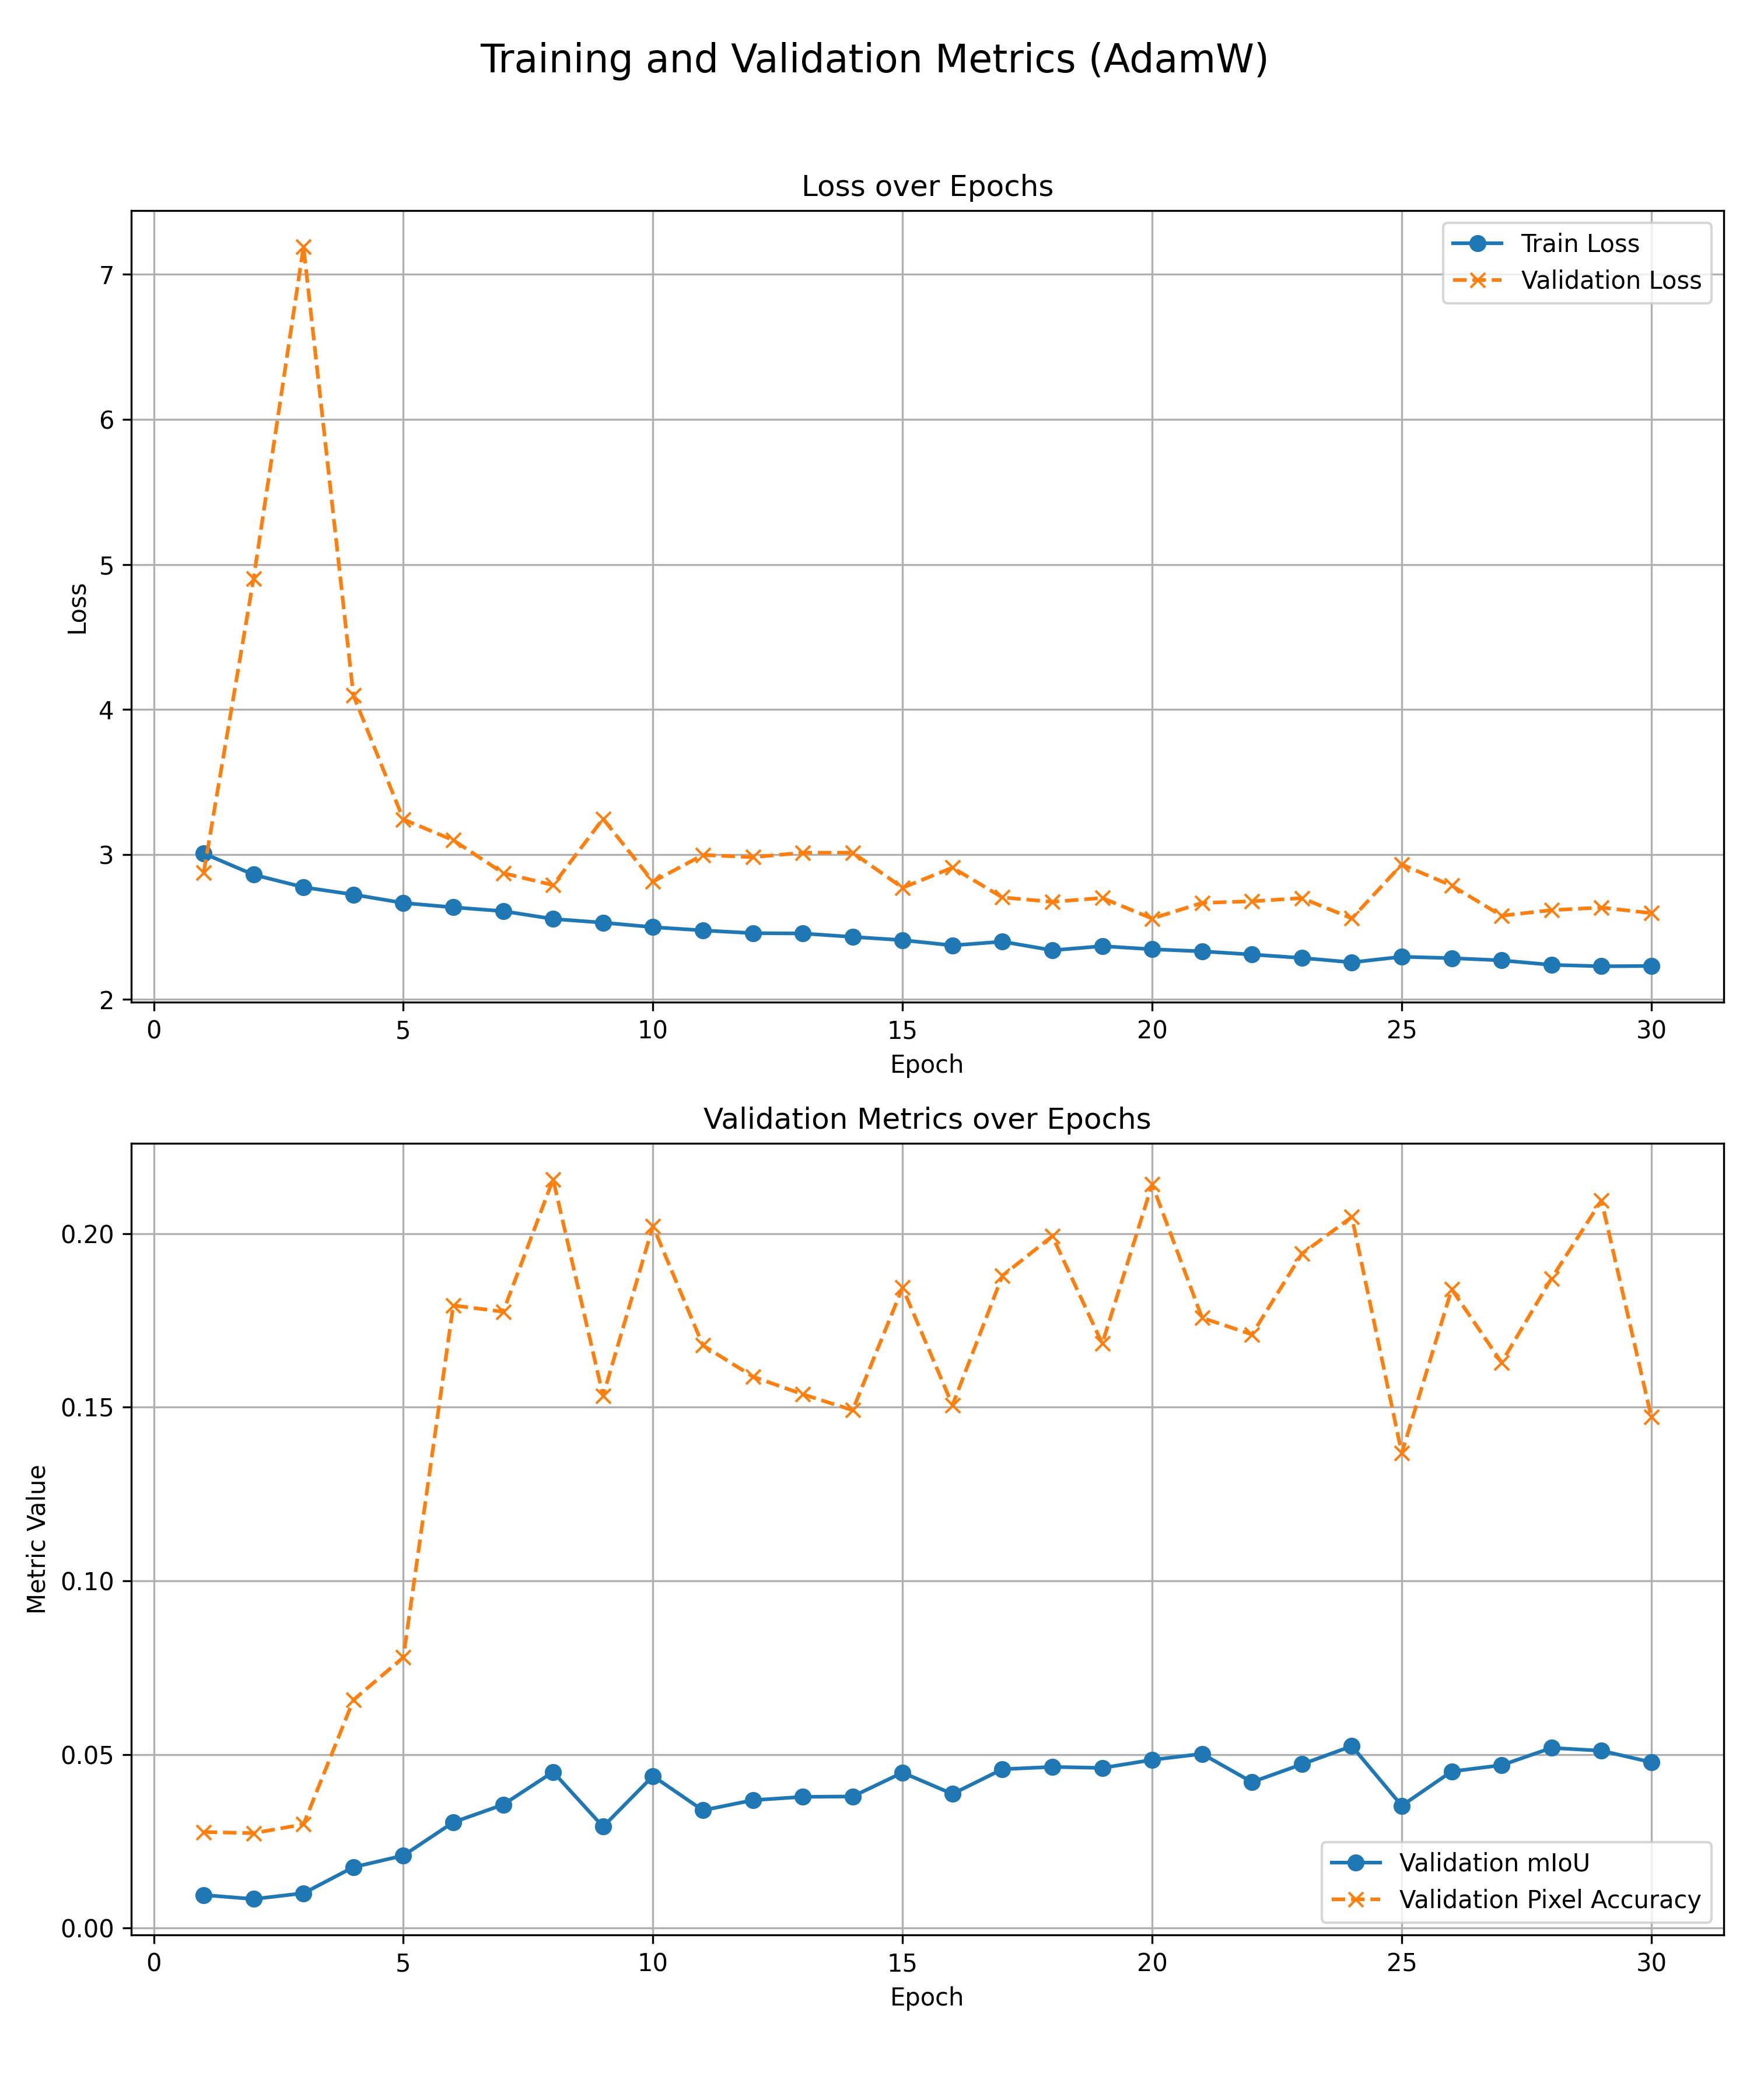 Training and Validation Metrics (AdamW)
Loss over Epochs
Train Loss
Validation Loss
7
6
5
4
3
2
Loss
0 5 10 15 20 25 30
Epoch
Validation Metrics over Epochs
0.20
0.15
0.10
0.05
0.00
Metric Value
Validation mIoU
Validation Pixel Accuracy
0 5 10 15 20 25 30
Epoch